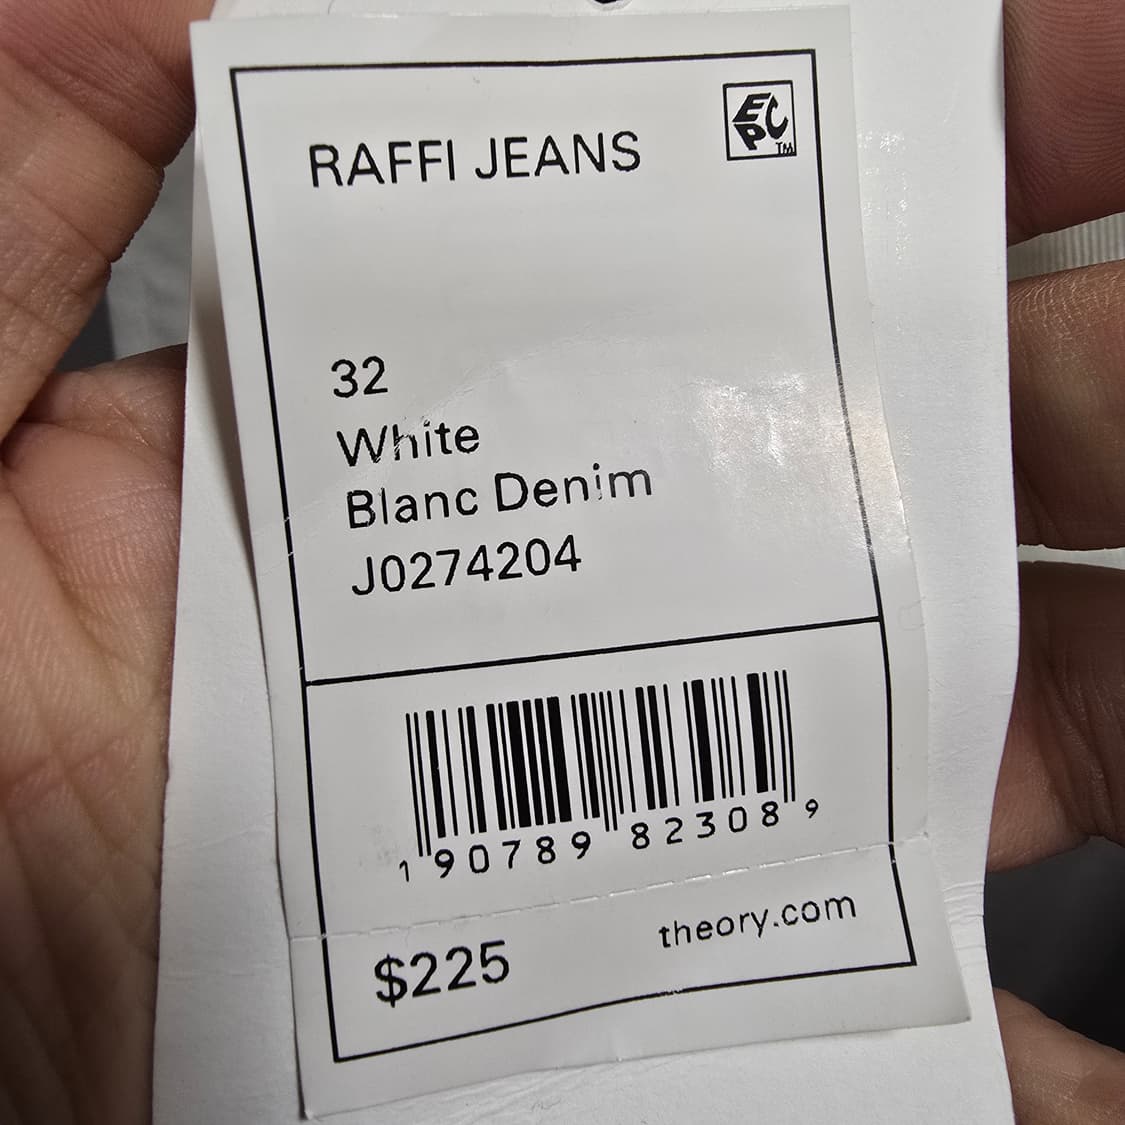 RAFFI JEANS
EPC
TM
32
White
Blanc Denim
J0274204
1 90789 82308 9
$225
theory.com